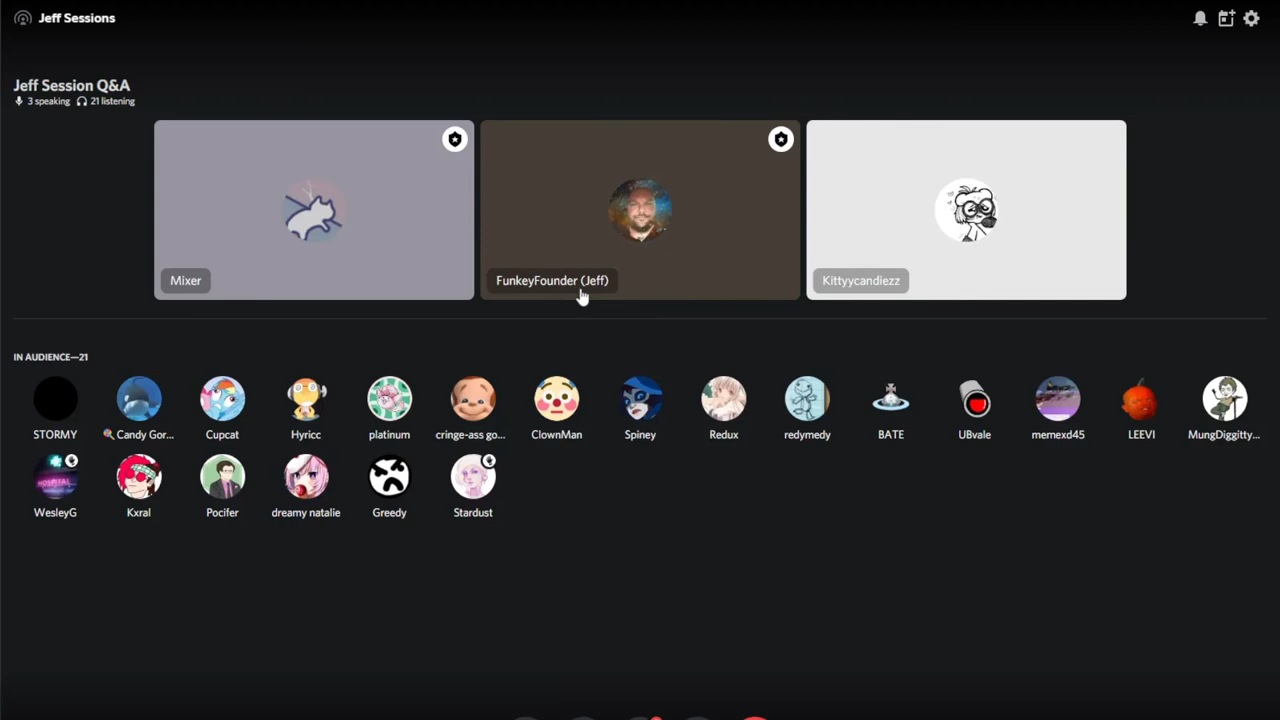 Jeff Sessions
Jeff Session Q&A
3 speaking 21 listening
Mixer
FunkeyFounder (Jeff)
Kittyycandiezz
IN AUDIENCE—21
STORMY
Candy Gor...
Cupcat
Hyricc
platinum
cringe-ass go...
ClownMan
Spiney
Redux
redymedy
BATE
UBvale
memexd45
LEEVI
MungDiggitty...
HOSPITAL
WesleyG
Kxral
Pocifer
dreamy natalie
Greedy
Stardust